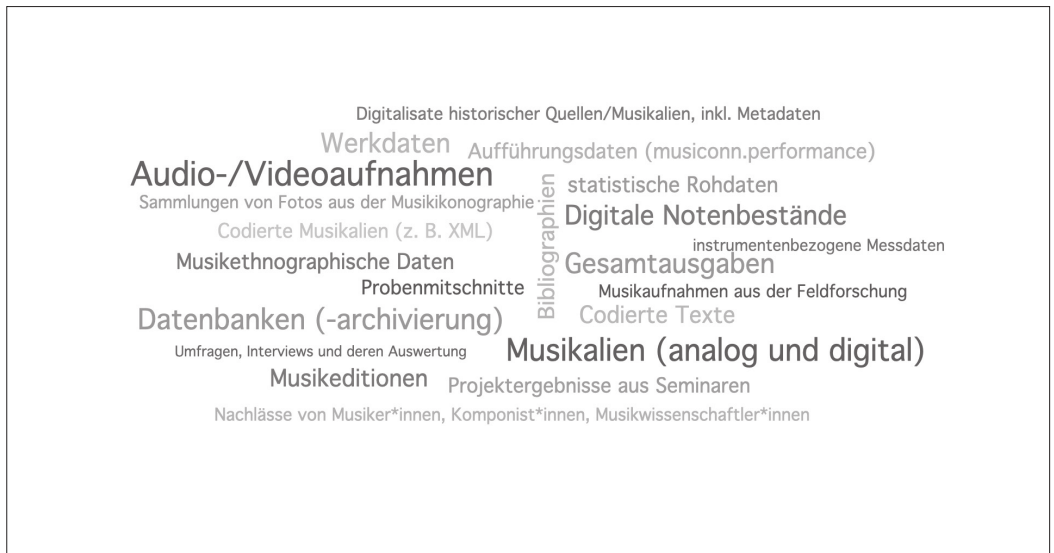 Digitalisate historischer Quellen/Musikalien, inkl. Metadaten
Werkdaten
Aufführungsdaten (musiconn.performance)
Audio-/Videoaufnahmen
statistische Rohdaten
Sammlungen von Fotos aus der Musikikonographie
Bibliographien
Digitale Notenbestände
Codierte Musikalien (z. B. XML)
instrumentenbezogene Messdaten
Musikethnographische Daten
Gesamtausgaben
Probenmitschnitte
Musikaufnahmen aus der Feldforschung
Datenbanken (-archivierung)
Codierte Texte
Umfragen, Interviews und deren Auswertung
Musikalien (analog und digital)
Musikeditionen
Projektergebnisse aus Seminaren
Nachlässe von Musiker*innen, Komponist*innen, Musikwissenschaftler*innen